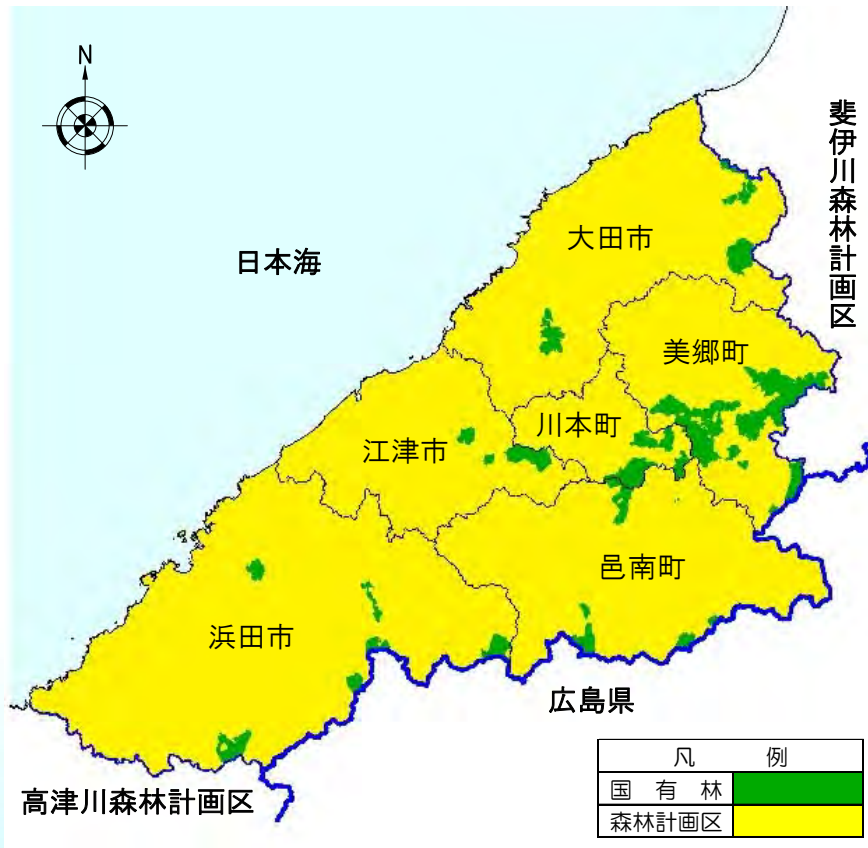 N
斐伊川森林計画区
大田市
日本海
美郷町
川本町
江津市
邑南町
浜田市
広島県
高津川森林計画区
凡 例
国 有 林
森林計画区